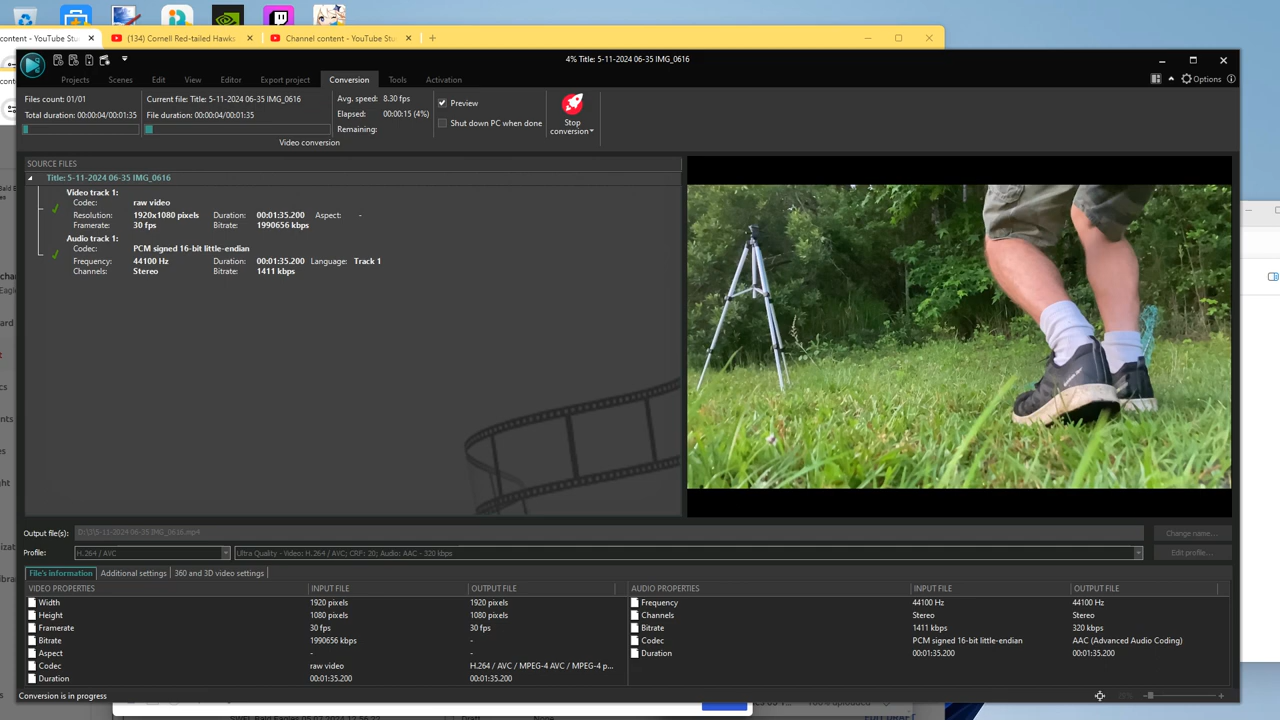 content - YouTube Stu
(134) Cornell Red-tailed Hawks
Channel content - YouTube Stu
4% Title: 5-11-2024 06-35 IMG_0616
Projects Scenes Edit View Editor Export project Conversion Tools Activation
Options
Files count: 01/01
Total duration: 00:00:04/00:01:35
Current file: Title: 5-11-2024 06-35 IMG_0616
File duration: 00:00:04/00:01:35
Avg. speed: 8.30 fps
Elapsed: 00:00:15 (4%)
Remaining:
Preview
Shut down PC when done
Stop
conversion
Video conversion
SOURCE FILES
Title: 5-11-2024 06-35 IMG_0616
Video track 1:
Codec: raw video
Resolution: 1920x1080 pixels Duration: 00:01:35.200 Aspect: -
Framerate: 30 fps Bitrate: 1990656 kbps
Audio track 1:
Codec: PCM signed 16-bit little-endian
Frequency: 44100 Hz Duration: 00:01:35.200 Language: Track 1
Channels: Stereo Bitrate: 1411 kbps
Output file(s): D:\J\5-11-2024 06-35 IMG_0616.mp4 Change name...
Profile: H.264 / AVC Ultra Quality - Video: H.264 / AVC; CRF: 20; Audio: AAC - 320 kbps Edit profile...
File's information Additional settings 360 and 3D video settings
VIDEO PROPERTIES INPUT FILE OUTPUT FILE
Width 1920 pixels 1920 pixels
Height 1080 pixels 1080 pixels
Framerate 30 fps 30 fps
Bitrate 1990656 kbps -
Aspect - -
Codec raw video H.264 / AVC / MPEG-4 AVC / MPEG-4 p...
Duration 00:01:35.200 00:01:35.200
AUDIO PROPERTIES INPUT FILE OUTPUT FILE
Frequency 44100 Hz 44100 Hz
Channels Stereo Stereo
Bitrate 1411 kbps 320 kbps
Codec PCM signed 16-bit little-endian AAC (Advanced Audio Coding)
Duration 00:01:35.200 00:01:35.200
Conversion is in progress